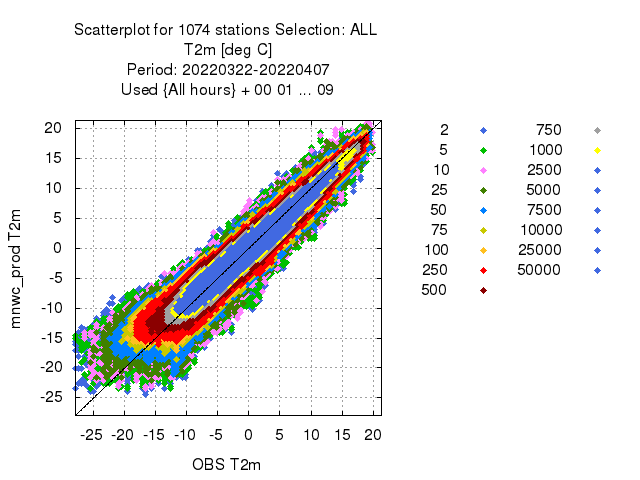 Scatterplot for 1074 stations Selection: ALL
T2m [deg C]
Period: 20220322-20220407
Used {All hours} + 00 01 ... 09
20
15
10
5
0
-5
-10
-15
-20
-25
mnwc_prod T2m
-25 -20 -15 -10 -5 0 5 10 15 20
OBS T2m
2 750
5 1000
10 2500
25 5000
50 7500
75 10000
100 25000
250 50000
500